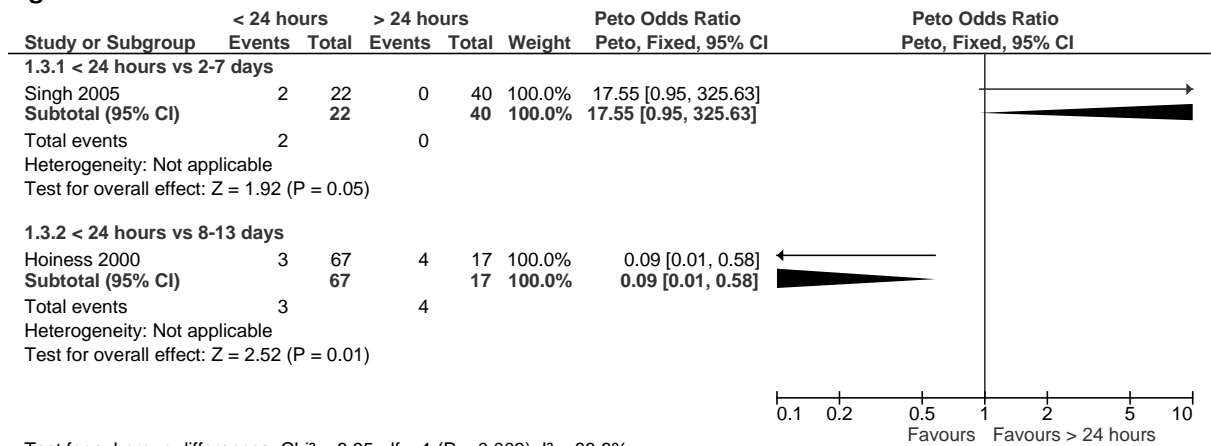 < 24 hours > 24 hours Peto Odds Ratio Peto Odds Ratio
Study or Subgroup Events Total Events Total Weight Peto, Fixed, 95% CI Peto, Fixed, 95% CI
1.3.1 < 24 hours vs 2-7 days
Singh 2005 2 22 0 40 100.0% 17.55 [0.95, 325.63]
Subtotal (95% CI) 22 40 100.0% 17.55 [0.95, 325.63]
Total events 2 0
Heterogeneity: Not applicable
Test for overall effect: Z = 1.92 (P = 0.05)
1.3.2 < 24 hours vs 8-13 days
Hoiness 2000 3 67 4 17 100.0% 0.09 [0.01, 0.58]
Subtotal (95% CI) 67 17 100.0% 0.09 [0.01, 0.58]
Total events 3 4
Heterogeneity: Not applicable
Test for overall effect: Z = 2.52 (P = 0.01)
0.1 0.2 0.5 1 2 5 10
Favours Favours > 24 hours